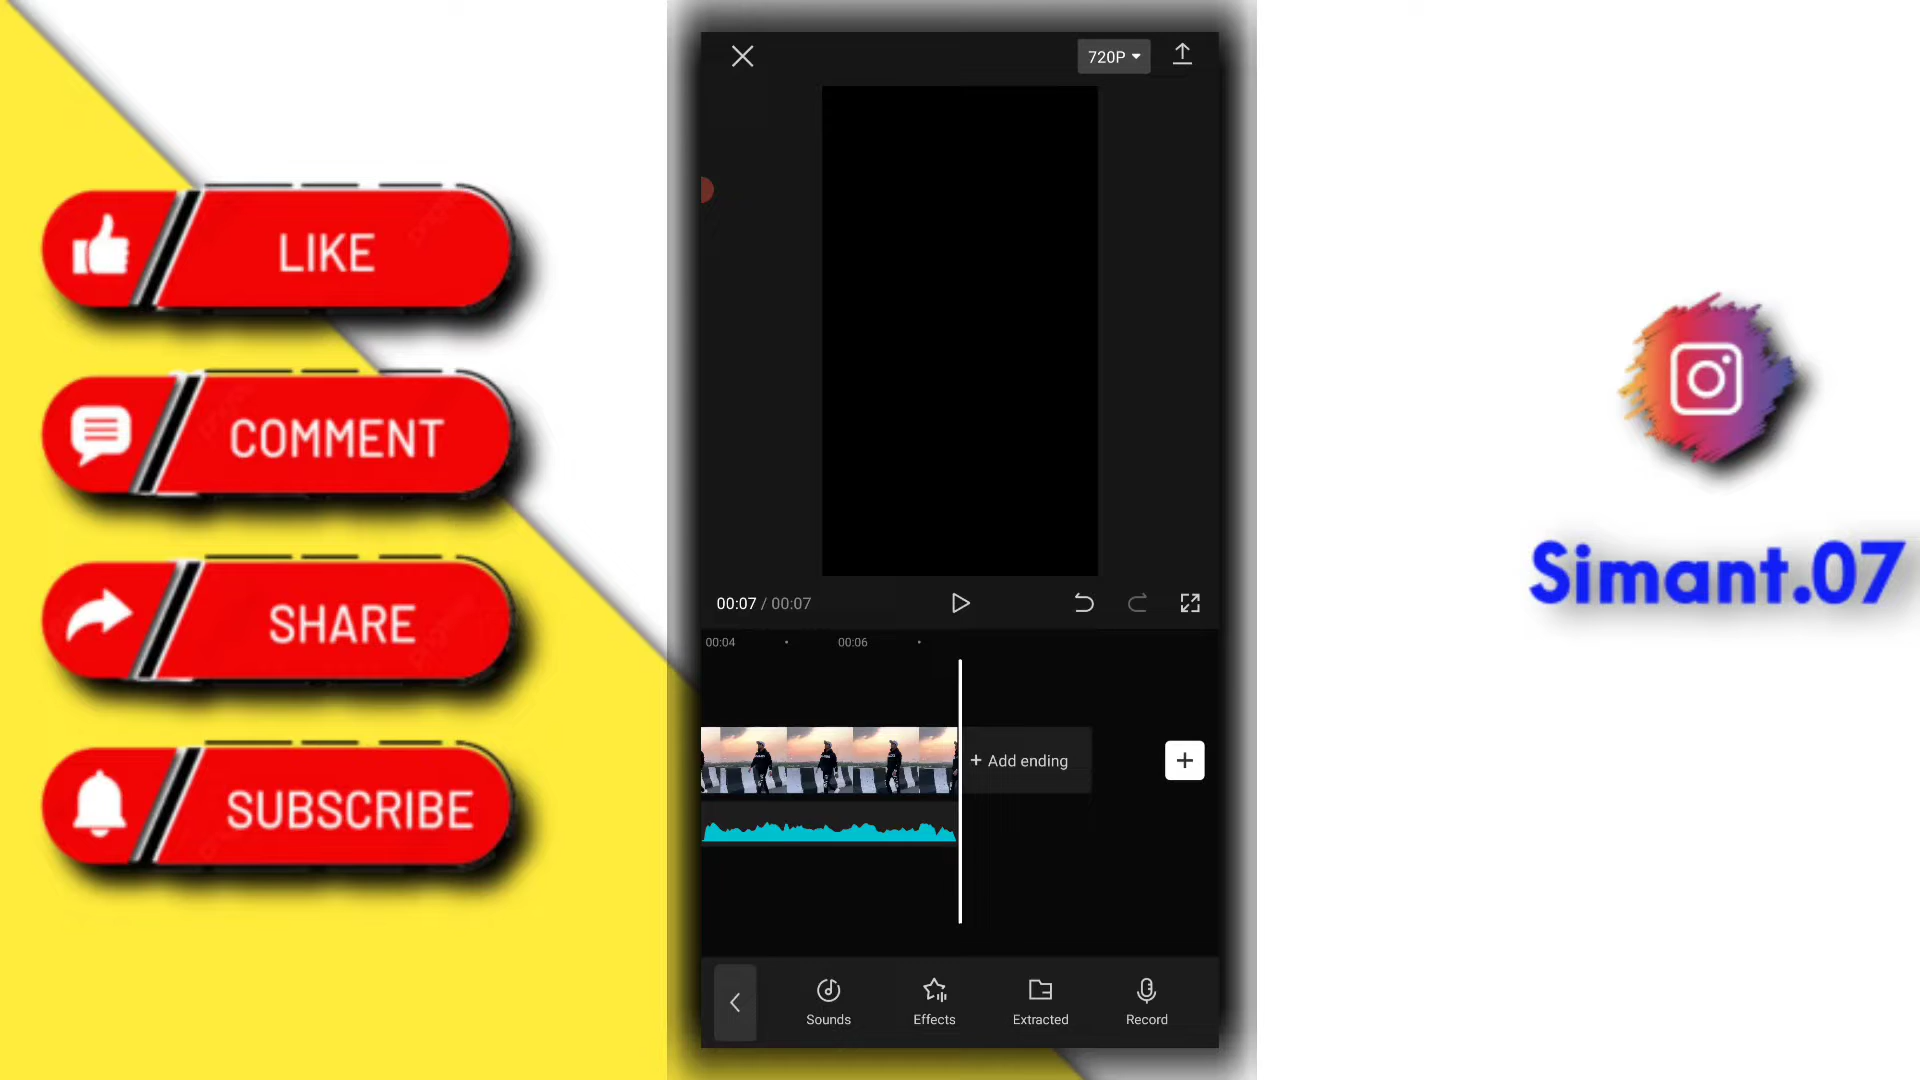 LIKE
COMMENT
SHARE
SUBSCRIBE
720P
00:07 / 00:07
00:04
00:06
+ Add ending
Sounds
Effects
Extracted
Record
Simant.07